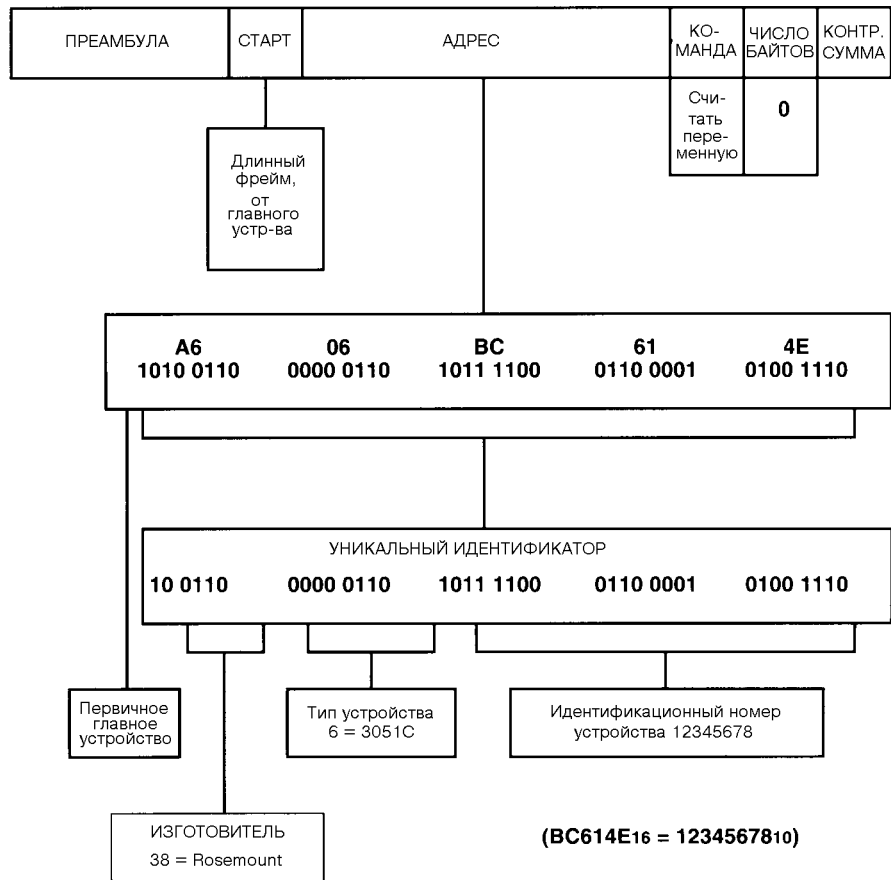 ПРЕАМБУЛА
СТАРТ
АДРЕС
КО-
МАНДА
ЧИСЛО
БАЙТОВ
КОНТР.
СУММА
Счи-
тать
пере-
менную
0
Длинный
фрейм,
от
главного
устр-ва
A6 06 BC 61 4E
1010 0110 0000 0110 1011 1100 0110 0001 0100 1110
УНИКАЛЬНЫЙ ИДЕНТИФИКАТОР
10 0110 0000 0110 1011 1100 0110 0001 0100 1110
Первичное
главное
устройство
Тип устройства
6 = 3051C
Идентификационный номер
устройства 12345678
ИЗГОТОВИТЕЛЬ
38 = Rosemount
(BC614E16 = 1234567810)